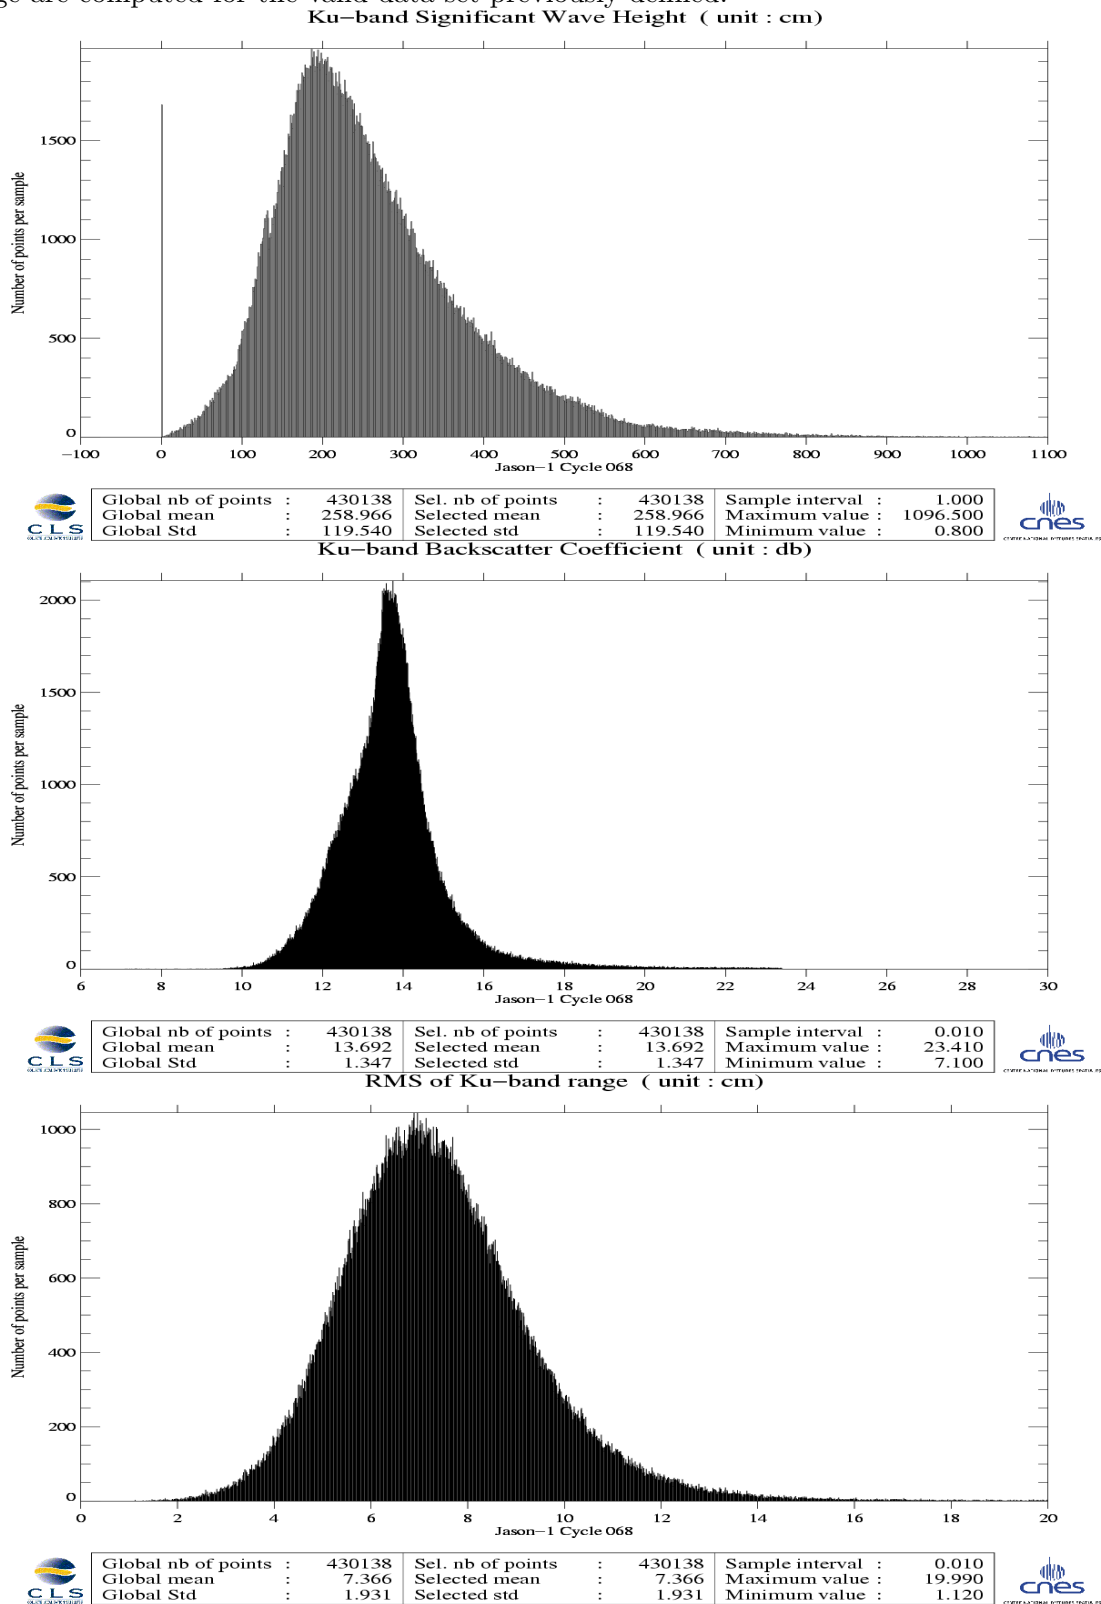 ge are computed for the valid data set previously defined.
Ku−band Significant Wave Height ( unit : cm)
Number of points per sample
1500
1000
500
0
−100 0 100 200 300 400 500 600 700 800 900 1000 1100
Jason−1 Cycle 068
Global nb of points : 430138 Sel. nb of points : 430138 Sample interval : 1.000
Global mean : 258.966 Selected mean : 258.966 Maximum value : 1096.500
Global Std : 119.540 Selected std : 119.540 Minimum value : 0.800
CLS
cnes
Ku−band Backscatter Coefficient ( unit : db)
Number of points per sample
2000
1500
1000
500
0
6 8 10 12 14 16 18 20 22 24 26 28 30
Jason−1 Cycle 068
Global nb of points : 430138 Sel. nb of points : 430138 Sample interval : 0.010
Global mean : 13.692 Selected mean : 13.692 Maximum value : 23.410
Global Std : 1.347 Selected std : 1.347 Minimum value : 7.100
CLS
cnes
RMS of Ku−band range ( unit : cm)
Number of points per sample
1000
800
600
400
200
0
0 2 4 6 8 10 12 14 16 18 20
Jason−1 Cycle 068
Global nb of points : 430138 Sel. nb of points : 430138 Sample interval : 0.010
Global mean : 7.366 Selected mean : 7.366 Maximum value : 19.990
Global Std : 1.931 Selected std : 1.931 Minimum value : 1.120
CLS
cnes